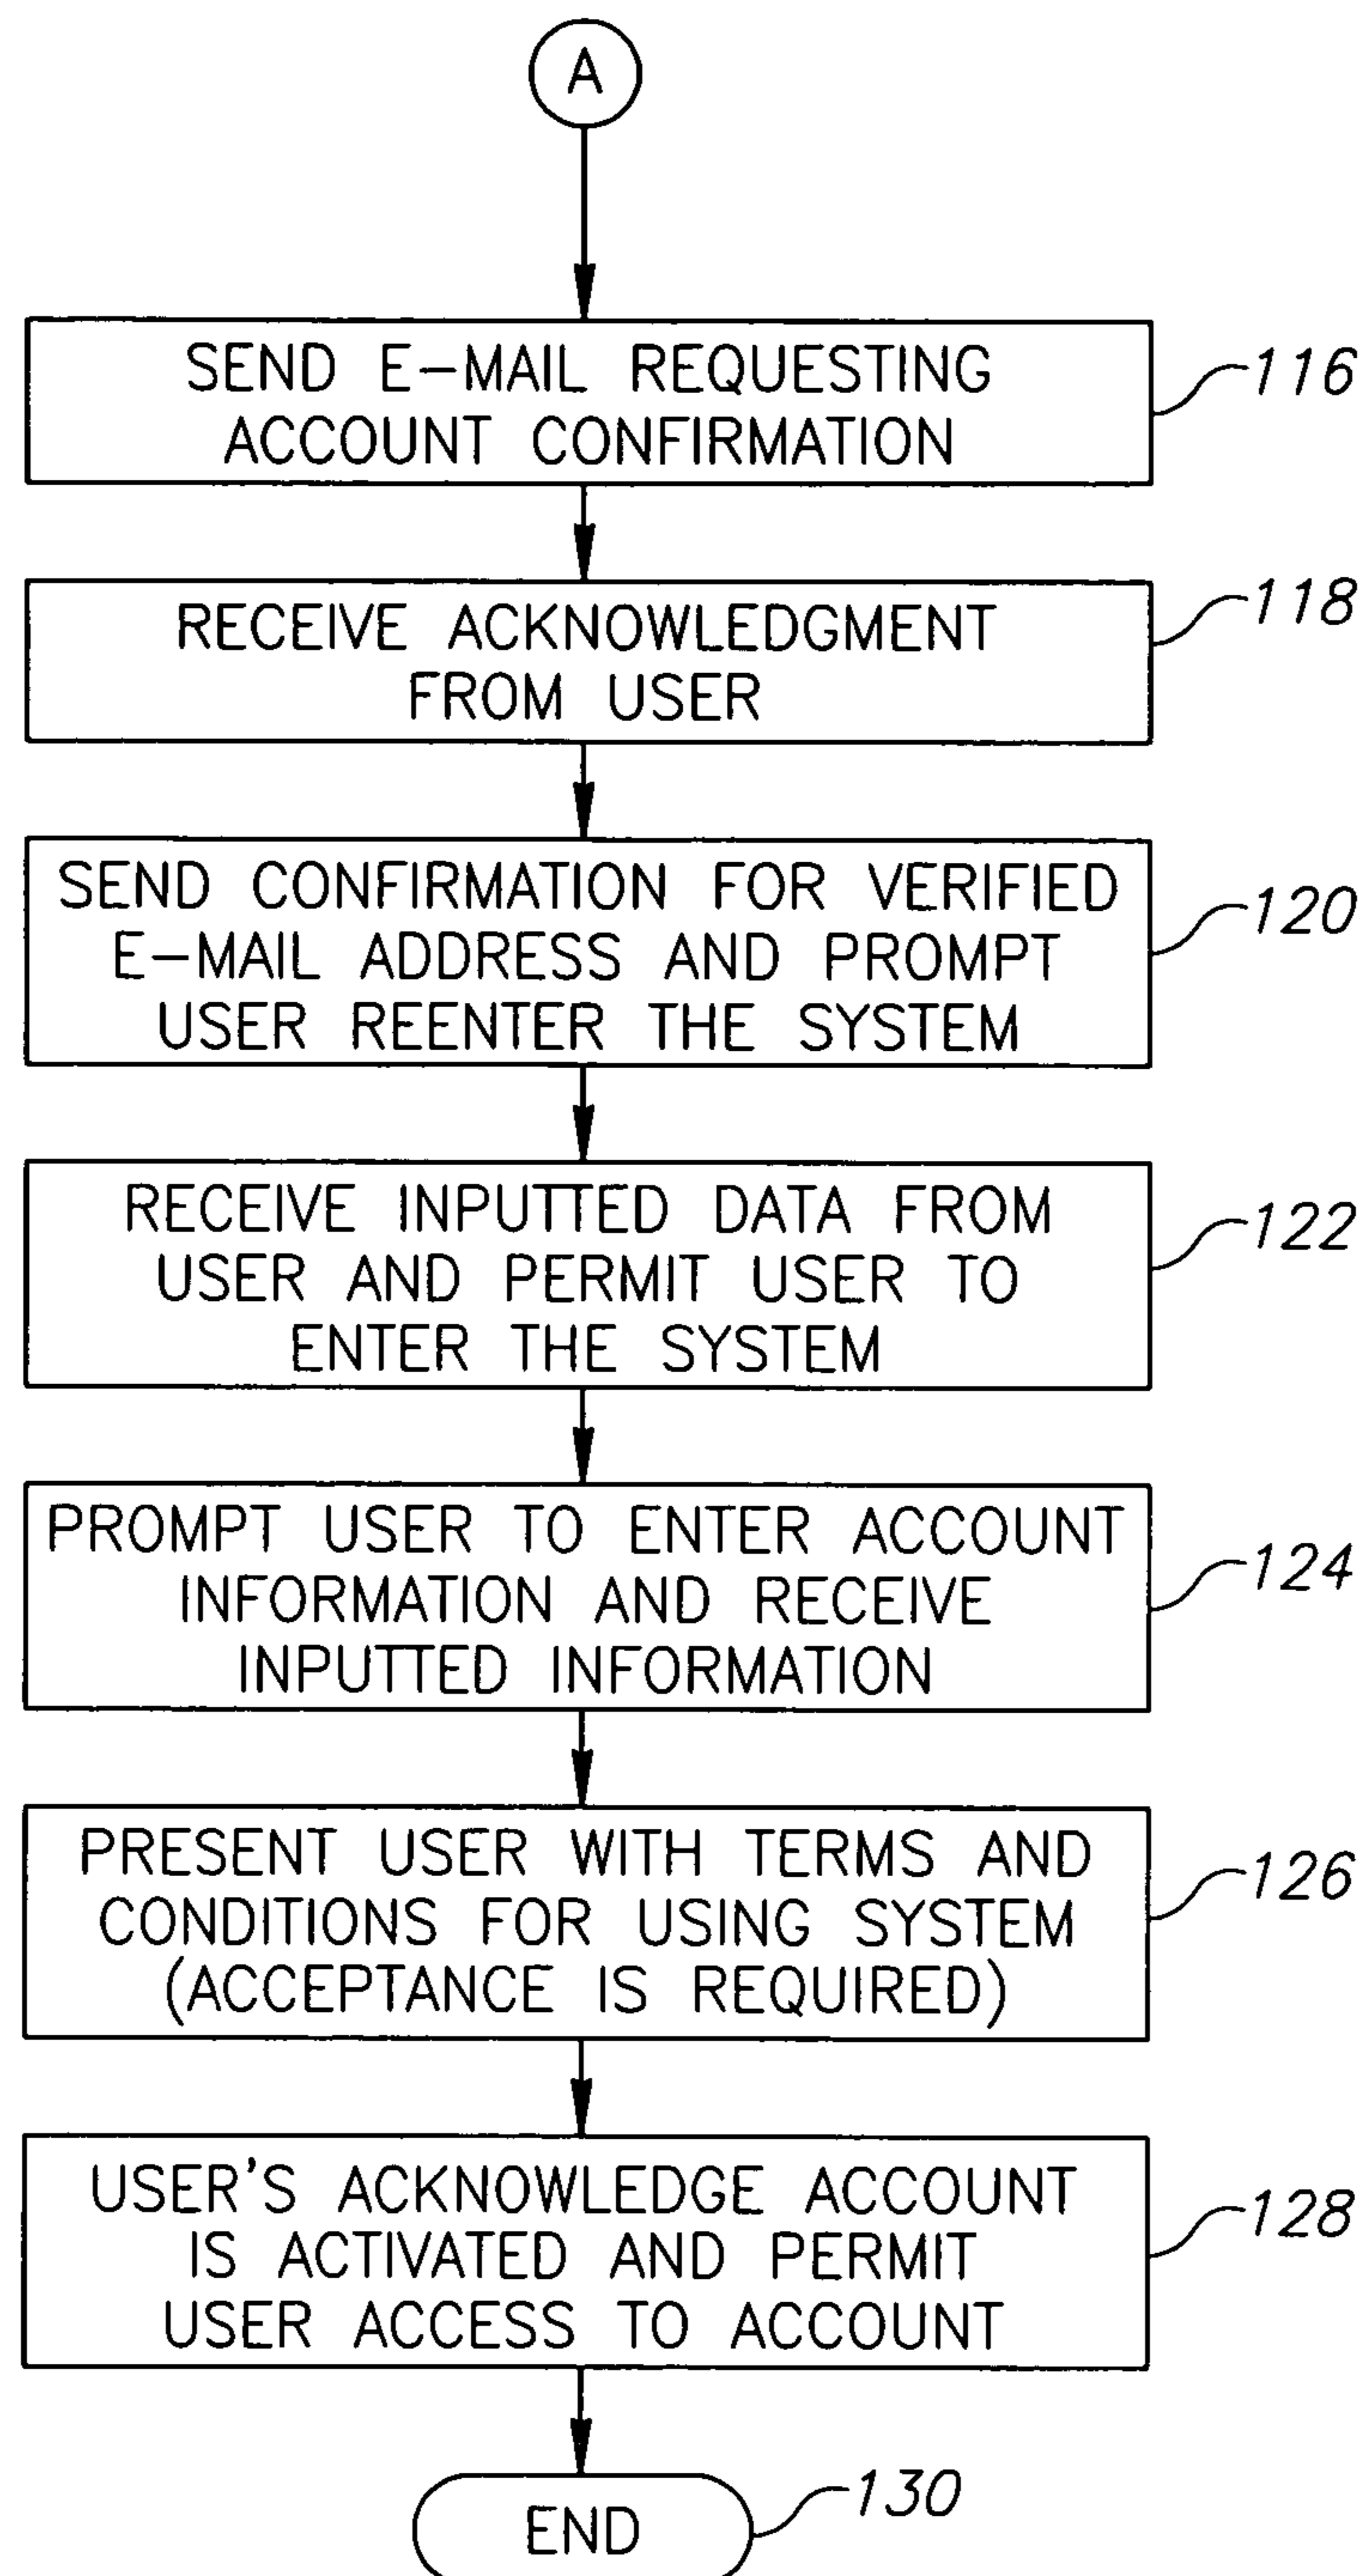 A
SEND E-MAIL REQUESTING
ACCOUNT CONFIRMATION
116
RECEIVE ACKNOWLEDGMENT
FROM USER
118
SEND CONFIRMATION FOR VERIFIED
E-MAIL ADDRESS AND PROMPT
USER REENTER THE SYSTEM
120
RECEIVE INPUTTED DATA FROM
USER AND PERMIT USER TO
ENTER THE SYSTEM
122
PROMPT USER TO ENTER ACCOUNT
INFORMATION AND RECEIVE
INPUTTED INFORMATION
124
PRESENT USER WITH TERMS AND
CONDITIONS FOR USING SYSTEM
(ACCEPTANCE IS REQUIRED)
126
USER'S ACKNOWLEDGE ACCOUNT
IS ACTIVATED AND PERMIT
USER ACCESS TO ACCOUNT
128
END
130